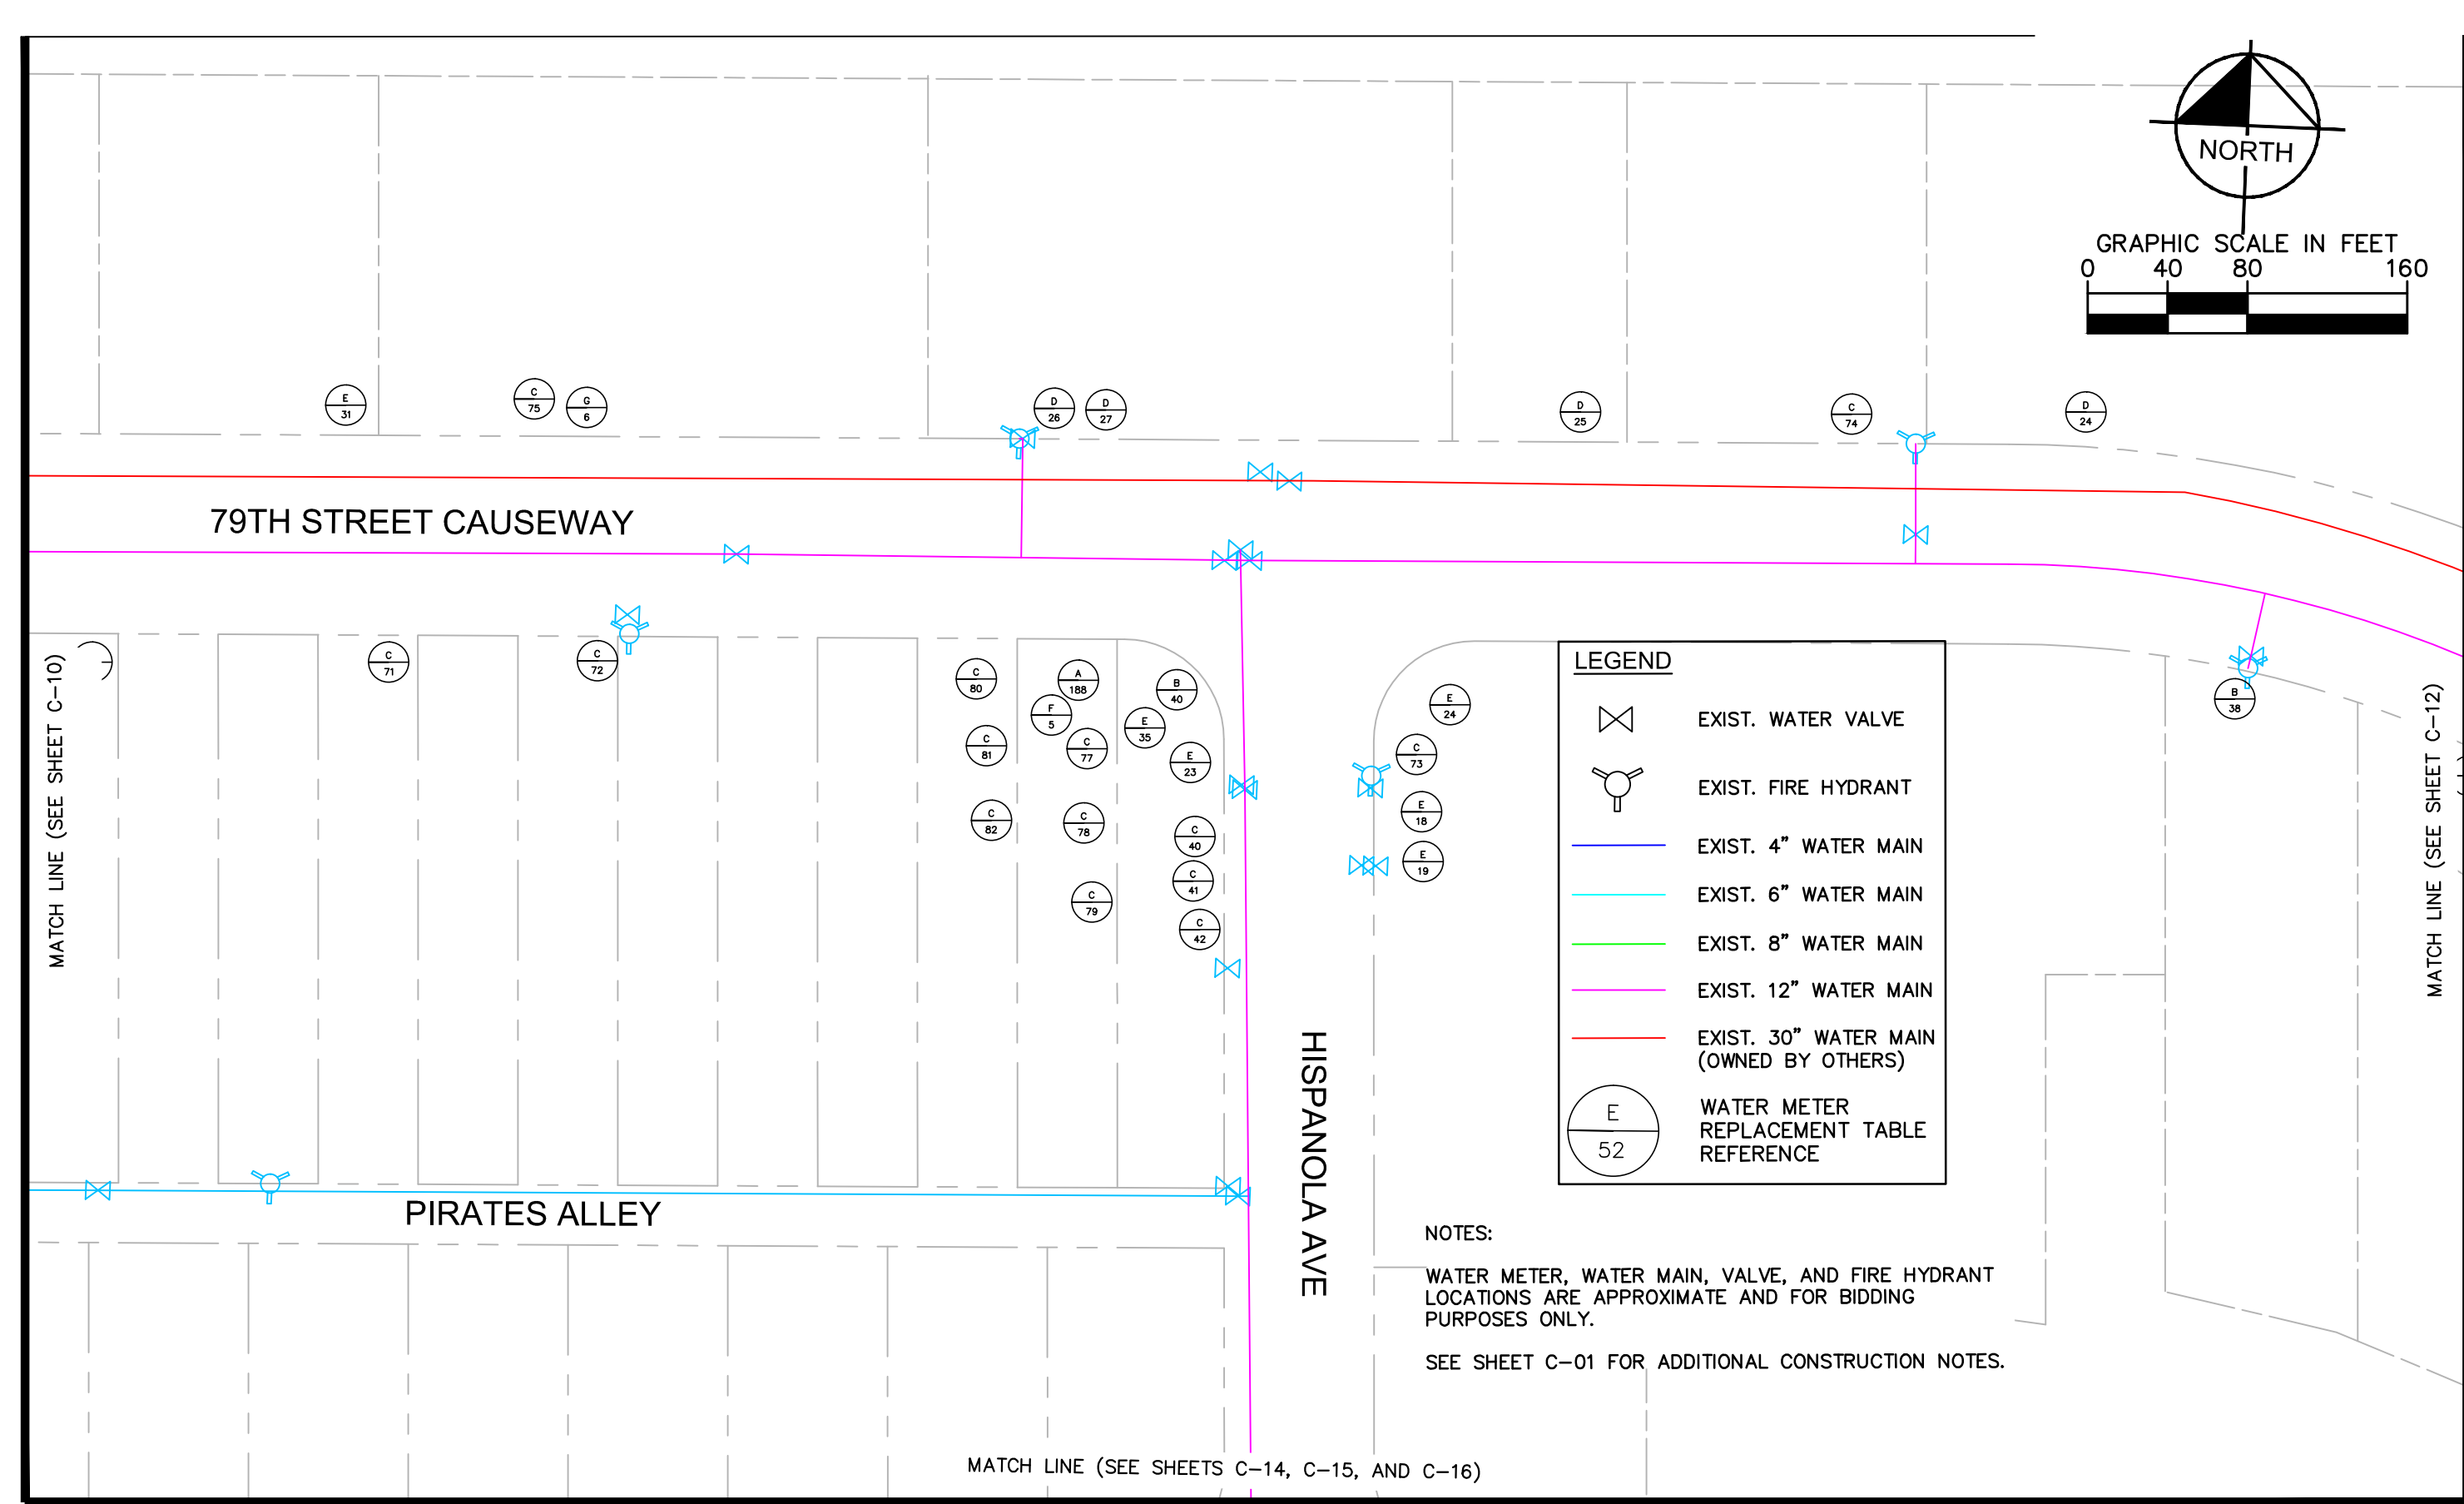 NORTH
GRAPHIC SCALE IN FEET
0 40 80 160
E
31
C
75
G
6
D
26
D
27
D
25
C
74
D
24
79TH STREET CAUSEWAY
MATCH LINE (SEE SHEET C-10)
C
71
C
72
C
80
A
188
B
40
F
5
E
35
C
81
C
77
E
23
C
82
C
78
C
40
C
41
C
79
C
42
E
24
C
73
E
18
E
19
B
38
MATCH LINE (SEE SHEET C-12)
LEGEND
EXIST. WATER VALVE
EXIST. FIRE HYDRANT
EXIST. 4" WATER MAIN
EXIST. 6" WATER MAIN
EXIST. 8" WATER MAIN
EXIST. 12" WATER MAIN
EXIST. 30" WATER MAIN
(OWNED BY OTHERS)
E
52
WATER METER
REPLACEMENT TABLE
REFERENCE
HISPANOLA AVE
PIRATES ALLEY
NOTES:
WATER METER, WATER MAIN, VALVE, AND FIRE HYDRANT
LOCATIONS ARE APPROXIMATE AND FOR BIDDING
PURPOSES ONLY.
SEE SHEET C-01 FOR ADDITIONAL CONSTRUCTION NOTES.
MATCH LINE (SEE SHEETS C-14, C-15, AND C-16)